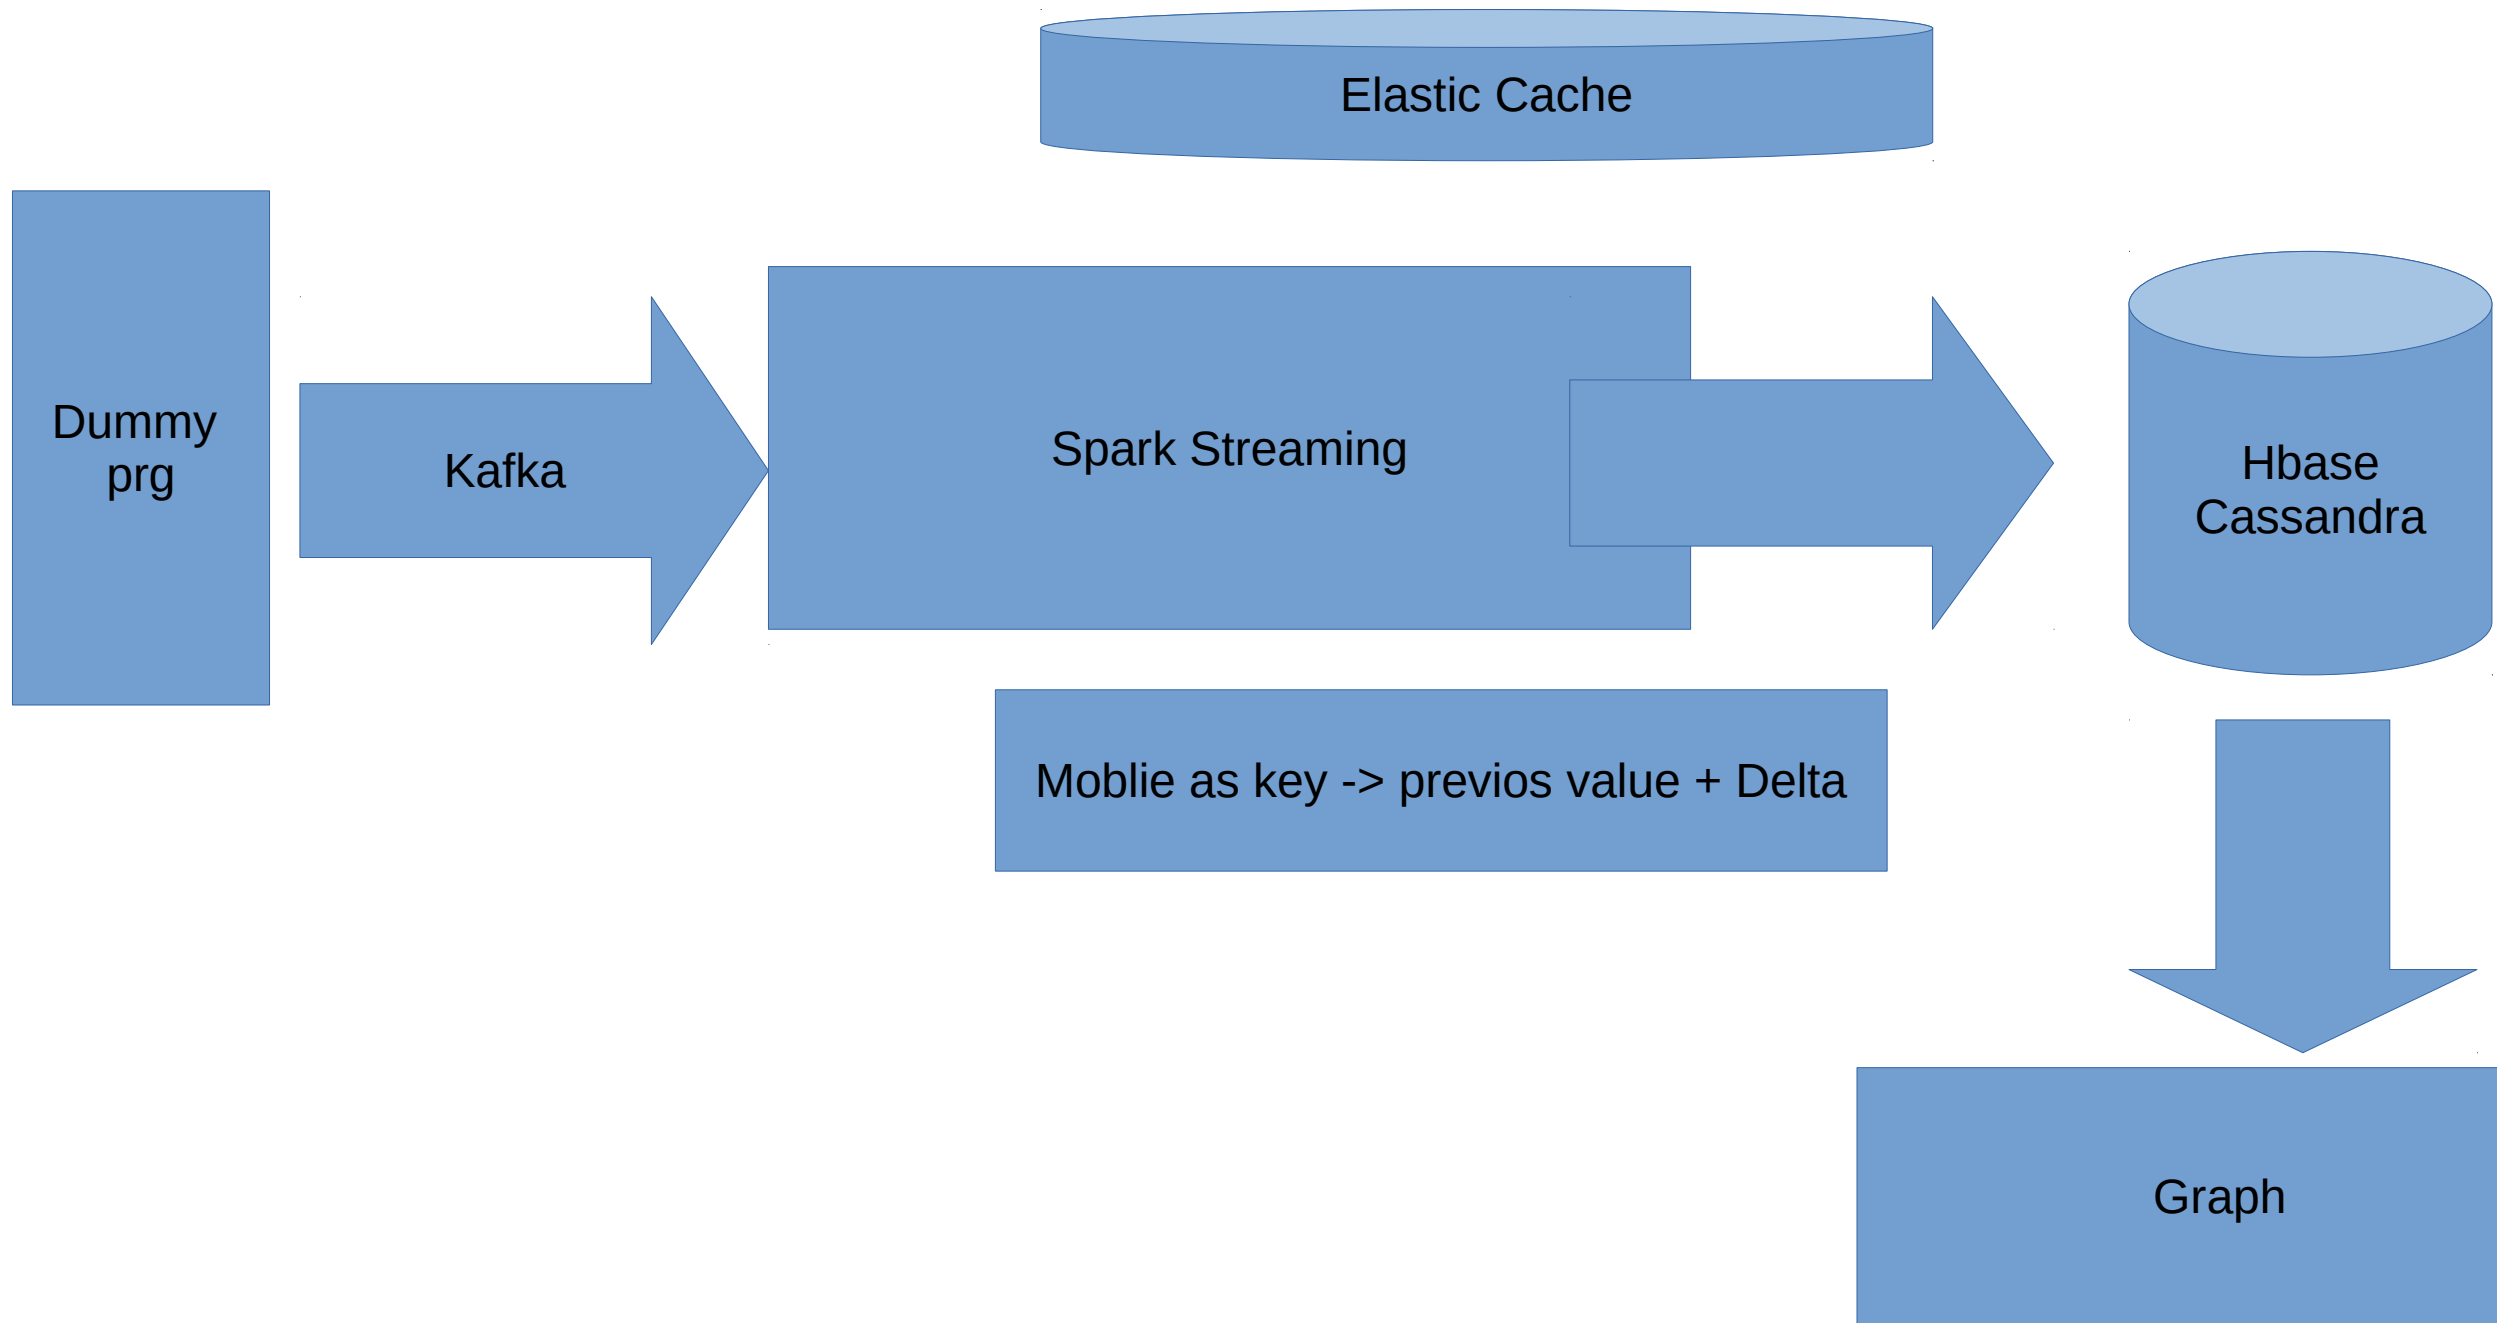 Elastic Cache
Dummy
prg
Kafka
Spark Streaming
Hbase
Cassandra
Moblie as key -> previos value + Delta
Graph